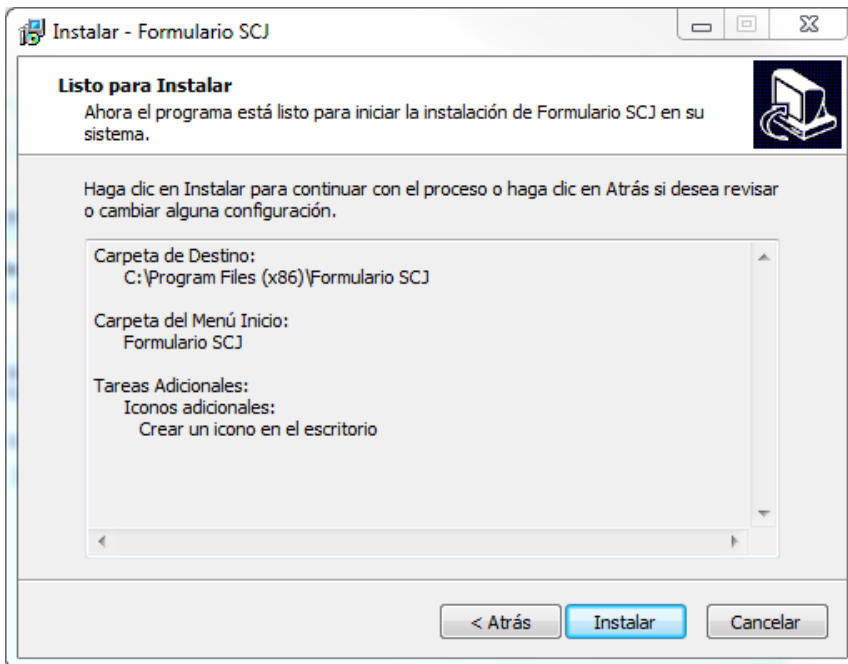 Instalar - Formulario SCJ
Listo para Instalar
Ahora el programa está listo para iniciar la instalación de Formulario SCJ en su
sistema.
Haga clic en Instalar para continuar con el proceso o haga clic en Atrás si desea revisar
o cambiar alguna configuración.
Carpeta de Destino:
C:\Program Files (x86)\Formulario SCJ
Carpeta del Menú Inicio:
Formulario SCJ
Tareas Adicionales:
Iconos adicionales:
Crear un icono en el escritorio
< Atrás
Instalar
Cancelar